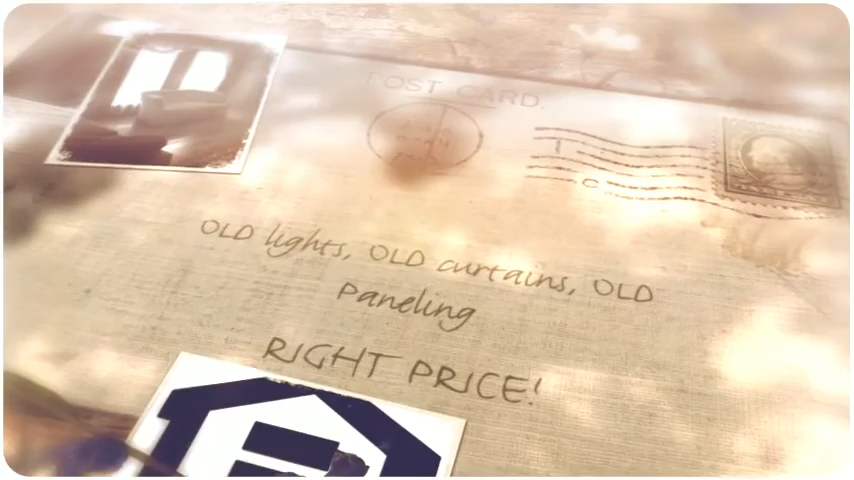 POST CARD.
OLD lights, OLD curtains, OLD
Paneling
RIGHT PRICE!